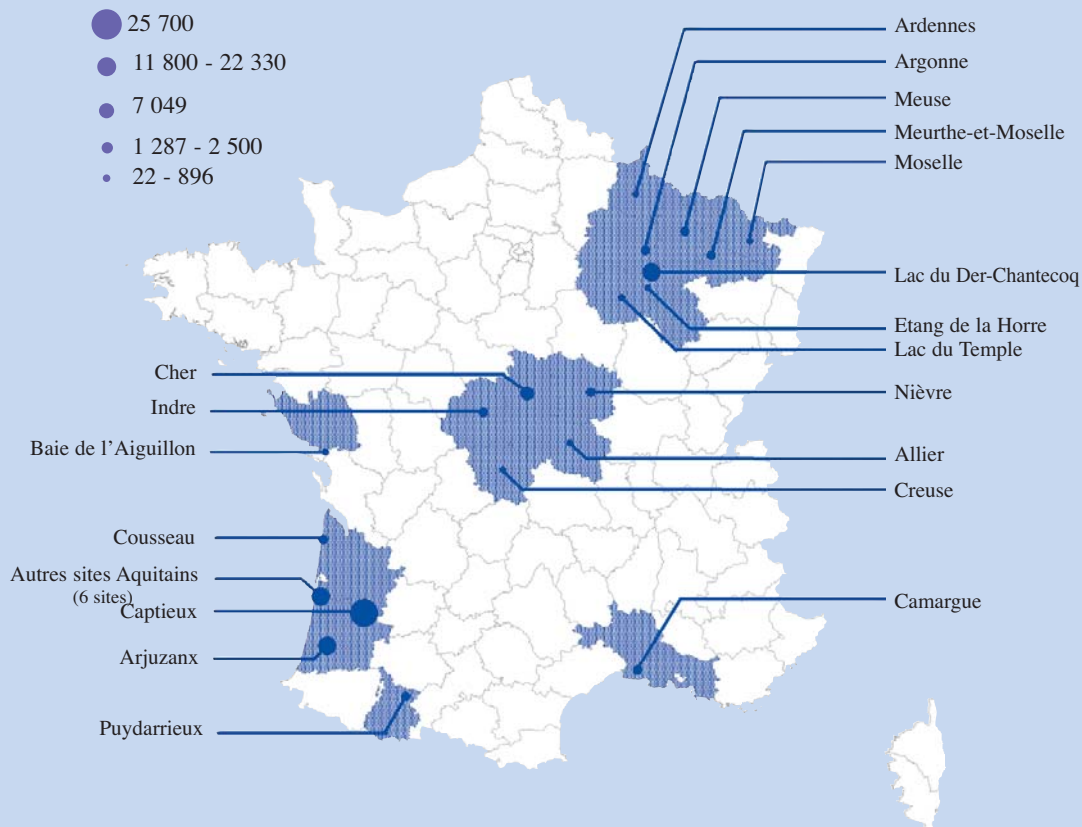 25 700
11 800 - 22 330
7 049
1 287 - 2 500
22 - 896
Ardennes
Argonne
Meuse
Meurthe-et-Moselle
Moselle
Lac du Der-Chantecoq
Etang de la Horre
Lac du Temple
Cher
Indre
Baie de l’Aiguillon
Nièvre
Allier
Creuse
Cousseau
Autres sites Aquitains
(6 sites)
Captieux
Arjuzanx
Puydarrieux
Camargue